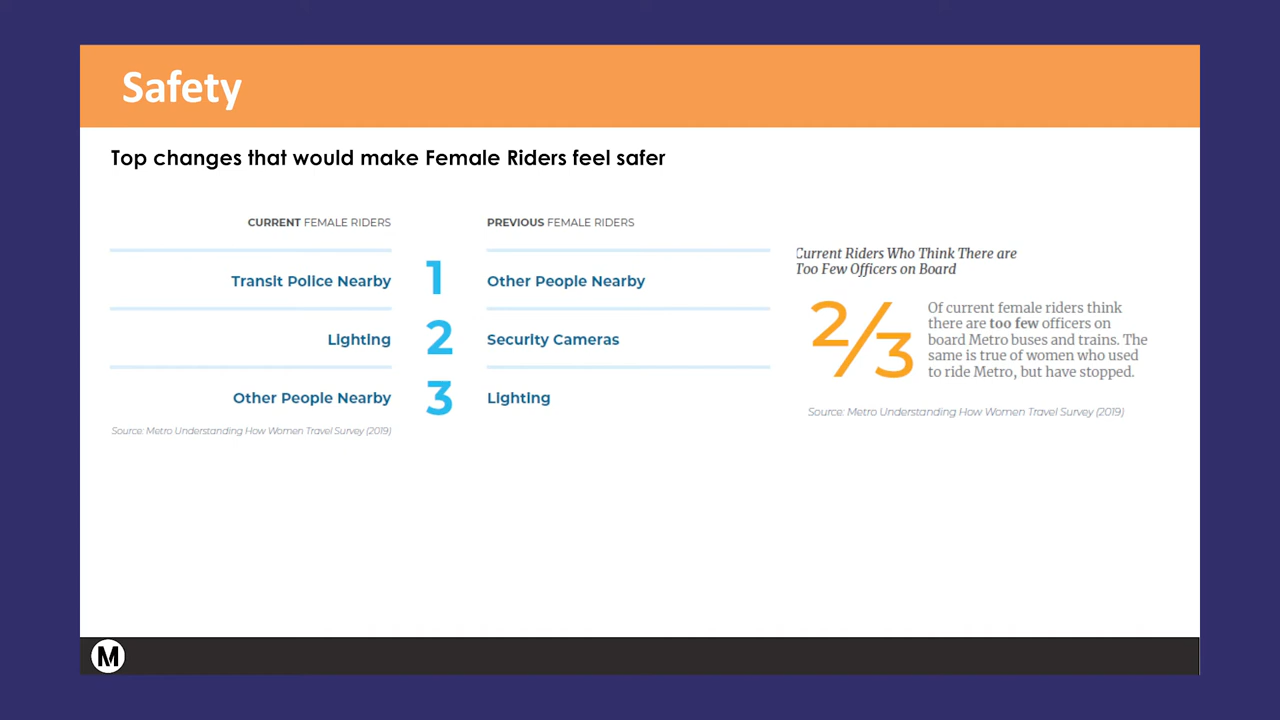 Safety
Top changes that would make Female Riders feel safer
CURRENT FEMALE RIDERS
PREVIOUS FEMALE RIDERS
Transit Police Nearby 1 Other People Nearby
Lighting 2 Security Cameras
Other People Nearby 3 Lighting
Source: Metro Understanding How Women Travel Survey (2019)
Current Riders Who Think There are
Too Few Officers on Board
2/3
Of current female riders think
there are too few officers on
board Metro buses and trains. The
same is true of women who used
to ride Metro, but have stopped.
Source: Metro Understanding How Women Travel Survey (2019)
M